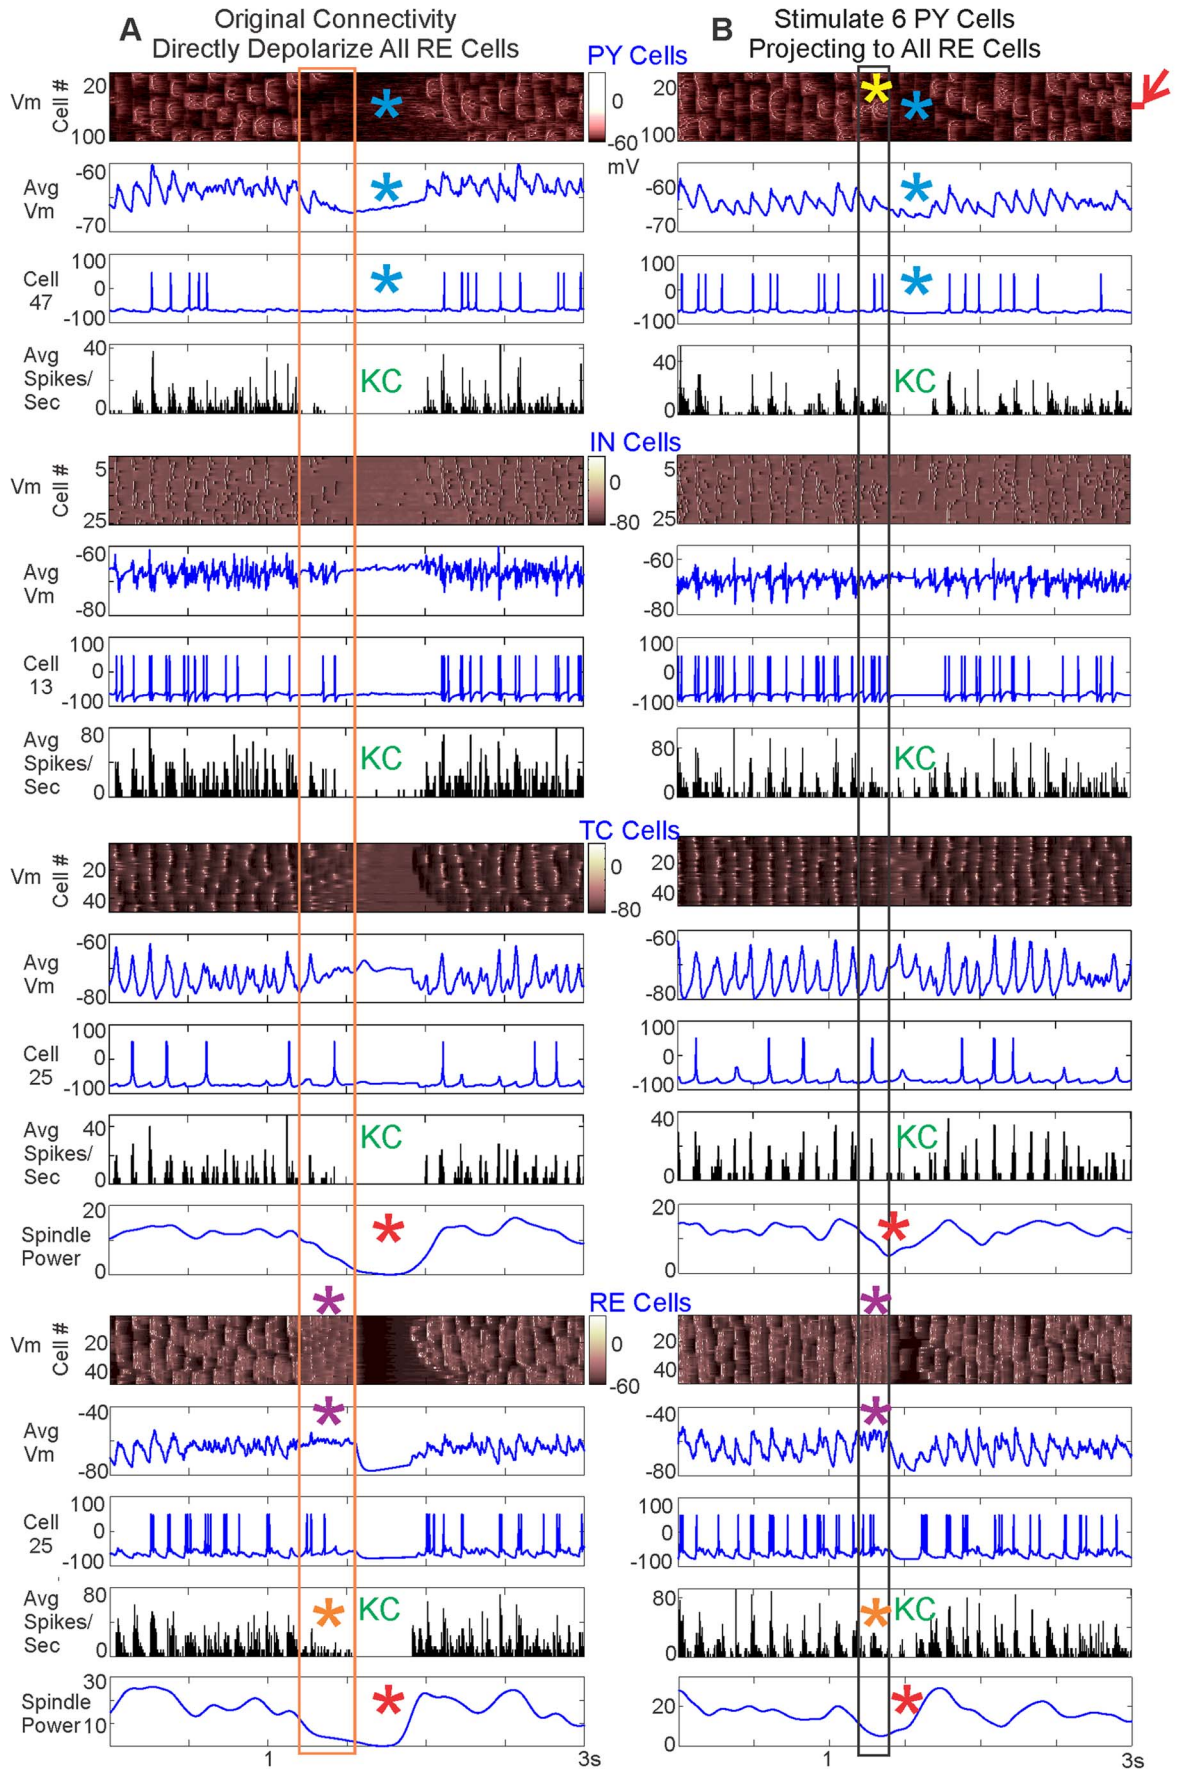 A
Original Connectivity
Directly Depolarize All RE Cells
B
Stimulate 6 PY Cells
Projecting to All RE Cells
PY Cells
Vm
Cell #
20
100
0
-60
mV
20
100
Avg
Vm
-60
-70
-60
-70
Cell
47
100
0
-100
100
0
-100
Avg
Spikes/
Sec
40
0
KC
40
0
KC
IN Cells
Vm
Cell #
5
25
0
-80
5
25
Avg
Vm
-60
-80
-60
-80
Cell
13
100
0
-100
100
0
-100
Avg
Spikes/
Sec
80
0
KC
80
0
KC
TC Cells
Vm
Cell #
20
40
0
-80
20
40
Avg
Vm
-60
-80
-60
-80
Cell
25
100
0
-100
100
0
-100
Avg
Spikes/
Sec
40
0
KC
40
0
KC
Spindle
Power
20
0
20
0
RE Cells
Vm
Cell #
20
40
0
-60
20
40
Avg
Vm
-40
-80
-40
-80
Cell
25
100
0
-100
100
0
-100
Avg
Spikes/
Sec
80
0
KC
80
0
KC
Spindle
Power
30
10
20
0
1
3s
1
3s